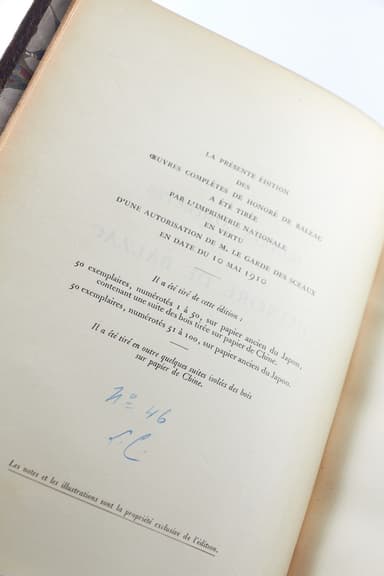 LA PRÉSENTE ÉDITION
DES
ŒUVRES COMPLÈTES DE HONORÉ DE BALZAC
A ÉTÉ TIRÉE
PAR L'IMPRIMERIE NATIONALE
EN VERTU
D'UNE AUTORISATION DE M. LE GARDE DES SCEAUX
EN DATE DU 10 MAI 1910
Il a été tiré de cette édition :
50 exemplaires, numérotés 1 à 50, sur papier ancien du Japon,
contenant une suite des bois tirée sur papier de Chine.
50 exemplaires, numérotés 51 à 100, sur papier ancien du Japon.
Il a été tiré en outre quelques suites isolées des bois
sur papier de Chine.
No 46
Les notes et les illustrations sont la propriété exclusive de l'édition.